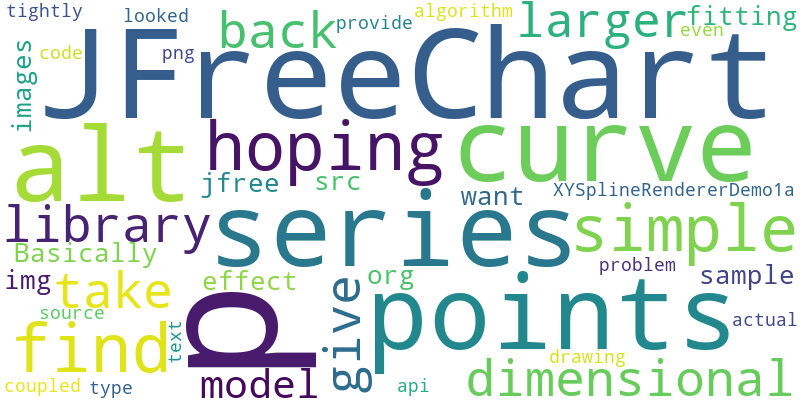 tightly
looked
back
provide
algorithm
larger
fitting
even
code
png
JFreeChart
images
alt
hoping
curve
jfree
src
want
XYSplineRendererDemo1a
library
series
simple
Basically
problem
sample
img
take
effect
org
points
source
find
text
p
give
actual
drawing
coupled
type
model
api
dimensional